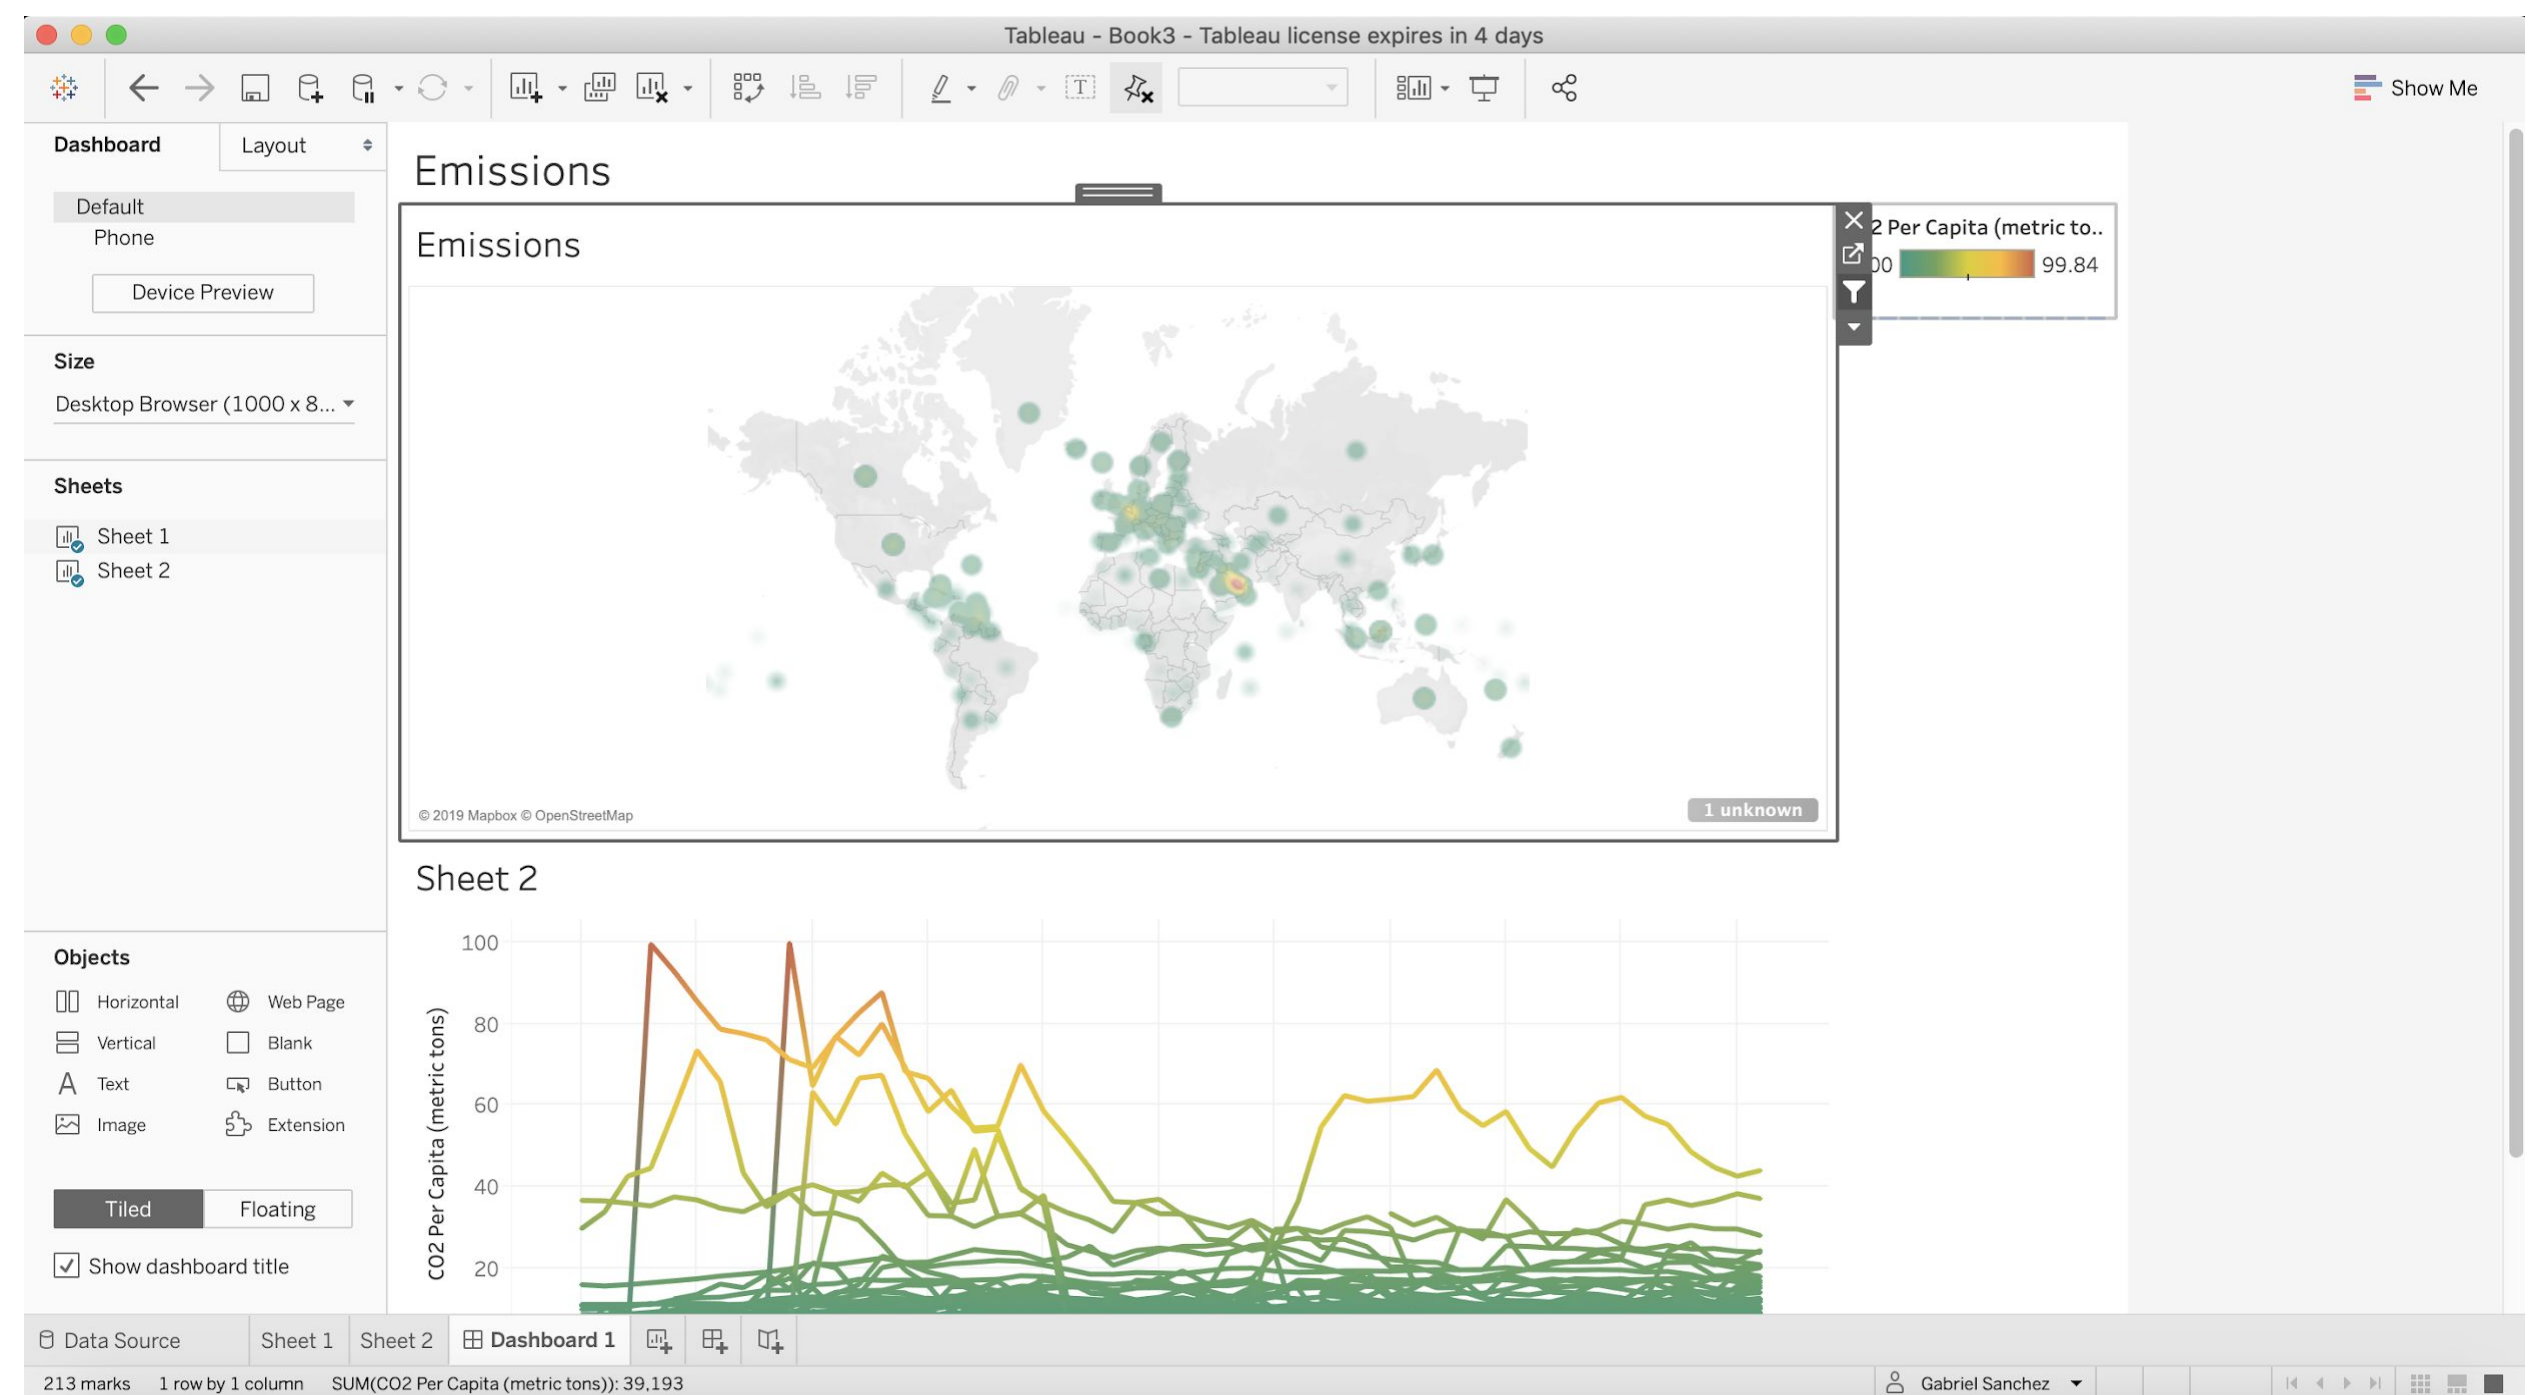 Tableau - Book3 - Tableau license expires in 4 days
T
Show Me
Dashboard
Layout
Default
Phone
Device Preview
Size
Desktop Browser (1000 x 8...
Sheets
Sheet 1
Sheet 2
Objects
Horizontal
Web Page
Vertical
Blank
A Text
Button
Image
Extension
Tiled
Floating
Show dashboard title
Emissions
Emissions
2 Per Capita (metric to..
00
99.84
© 2019 Mapbox © OpenStreetMap
1 unknown
Sheet 2
CO2 Per Capita (metric tons)
100
80
60
40
20
Data Source
Sheet 1
Sheet 2
Dashboard 1
213 marks
1 row by 1 column
SUM(CO2 Per Capita (metric tons)): 39,193
Gabriel Sanchez